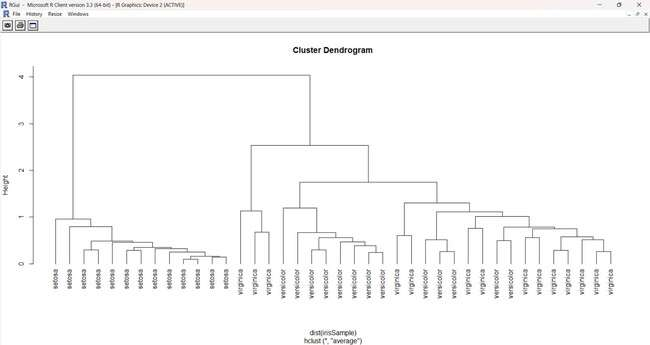 RGui - Microsoft R Client version 3.3 (64-bit) - [R Graphics: Device 2 (ACTIVE)]
File History Resize Windows
Cluster Dendrogram
Height
4
3
2
1
0
setosa
setosa
setosa
setosa
setosa
setosa
setosa
setosa
setosa
setosa
setosa
setosa
setosa
virginica
virginica
virginica
versicolor
versicolor
versicolor
versicolor
versicolor
versicolor
versicolor
versicolor
virginica
virginica
versicolor
versicolor
versicolor
virginica
virginica
versicolor
versicolor
virginica
virginica
virginica
virginica
virginica
virginica
virginica
dist(irisSample)
hclust (*, "average")